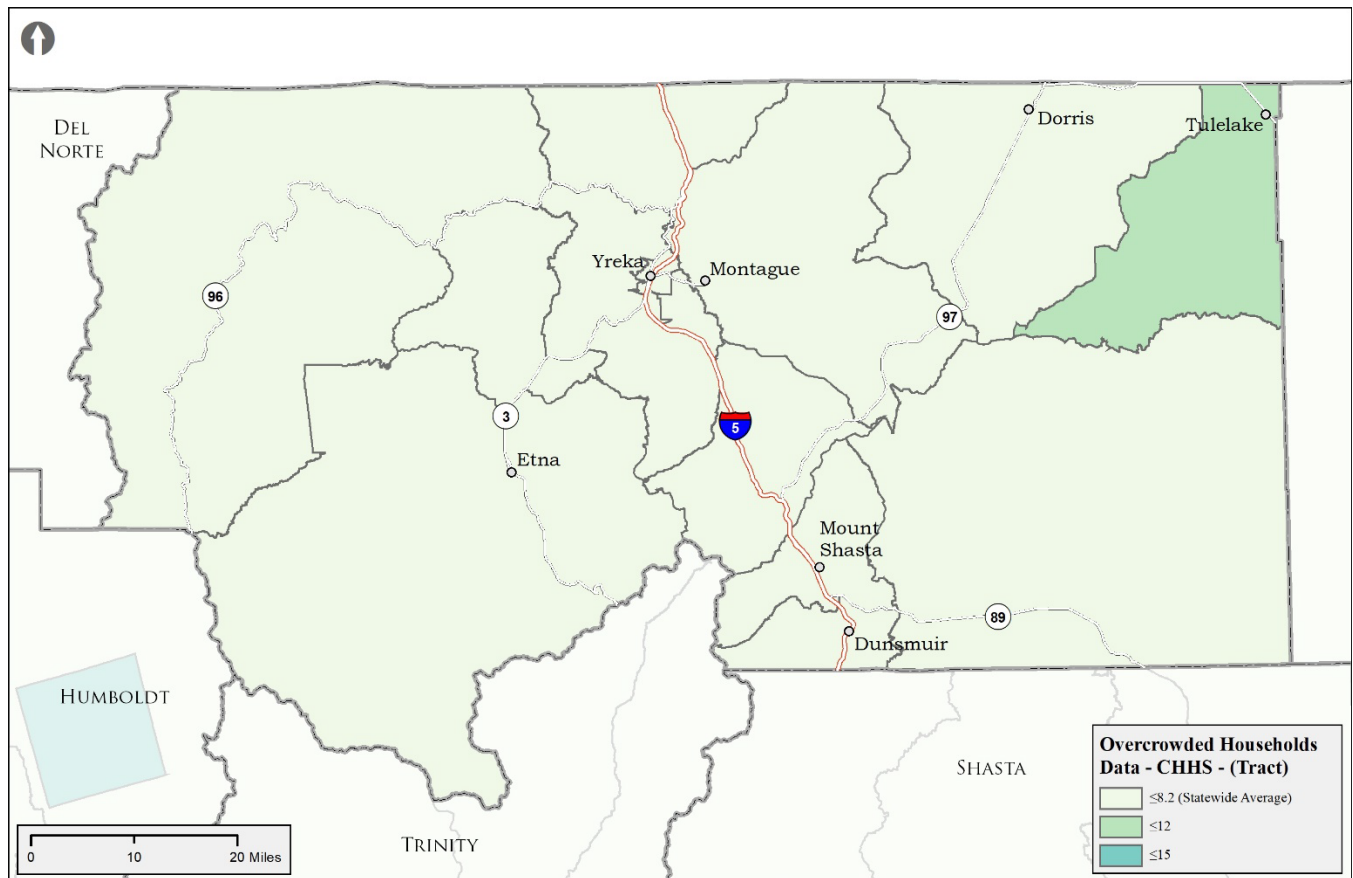 DEL
NORTE
Dorris
Tulelake
Yreka
Montague
96
97
3
5
Etna
Mount
Shasta
89
Dunsmuir
HUMBOLDT
SHASTA
TRINITY
Overcrowded Households
Data - CHHS - (Tract)
≤8.2 (Statewide Average)
≤12
≤15
0 10 20 Miles